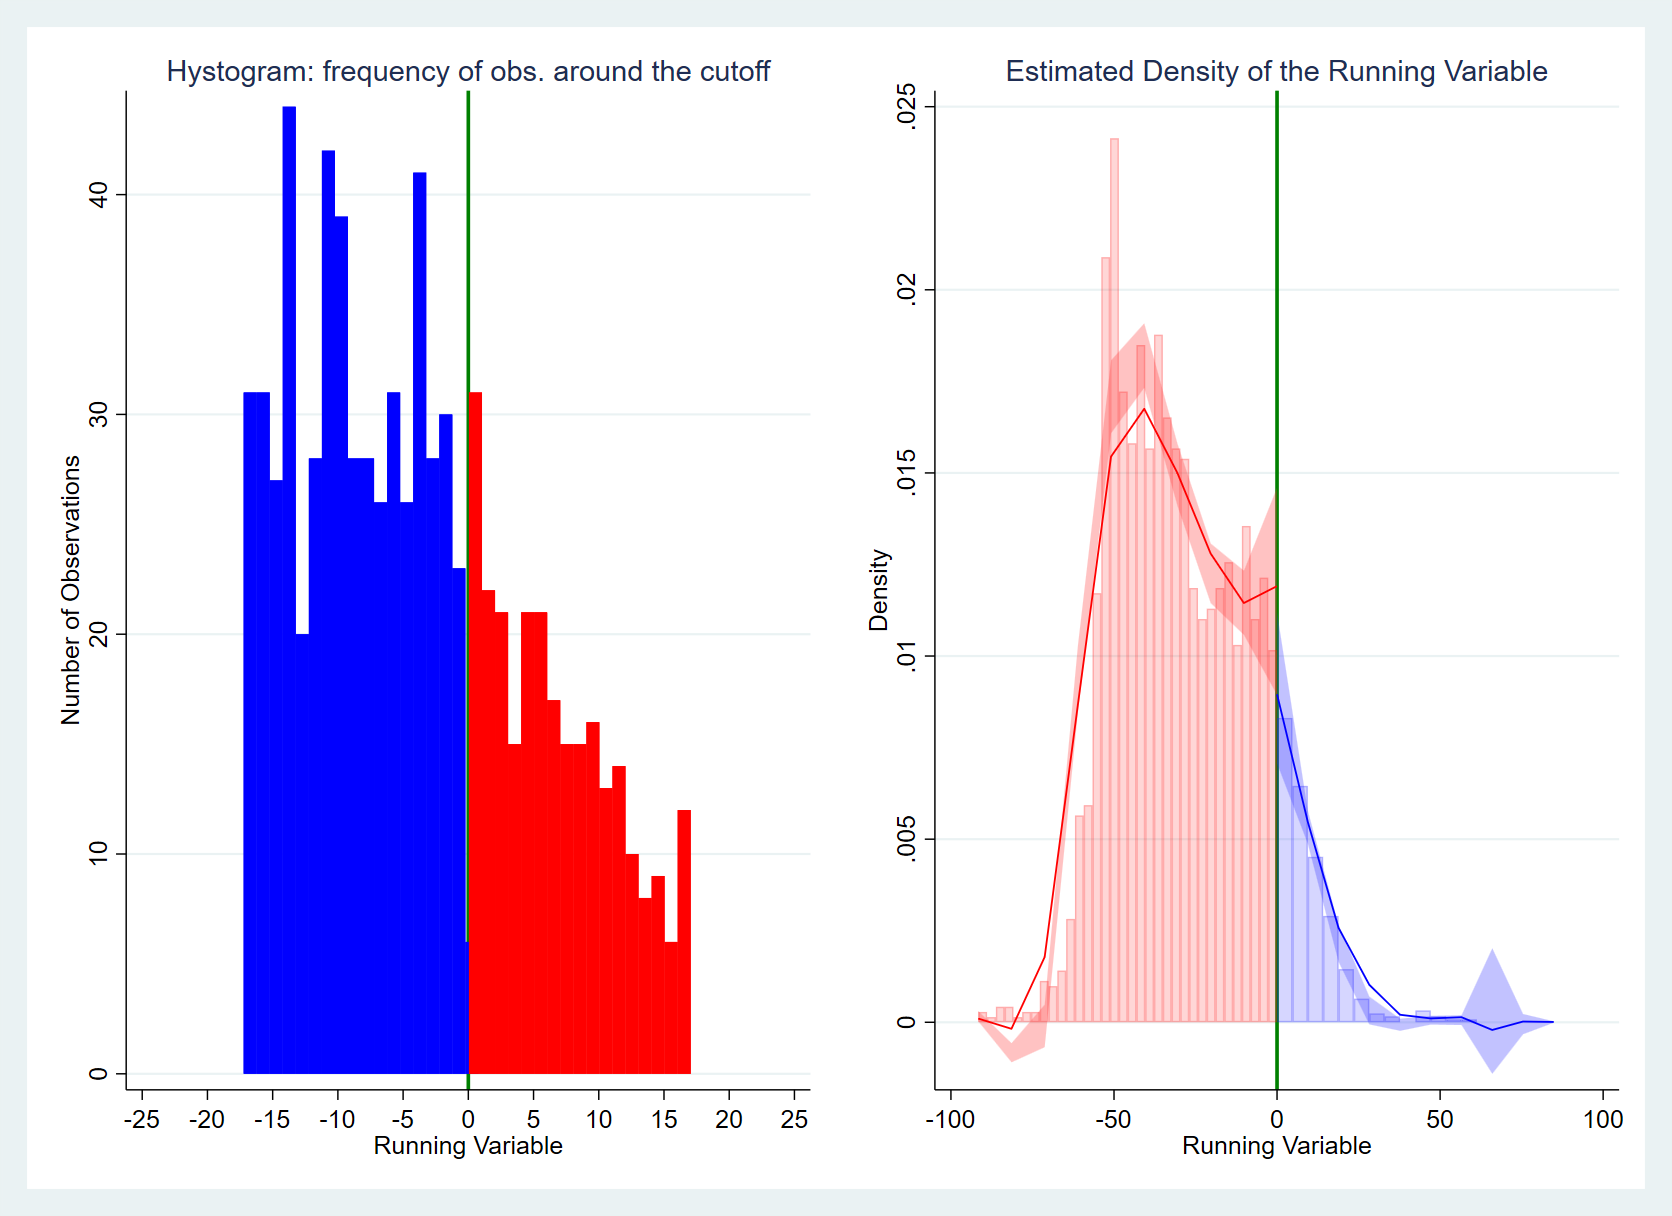 Hystogram: frequency of obs. around the cutoff
Number of Observations
40
30
20
10
0
-25 -20 -15 -10 -5 0 5 10 15 20 25
Running Variable
Estimated Density of the Running Variable
Density
.025
.02
.015
.01
.005
0
-100 -50 0 50 100
Running Variable